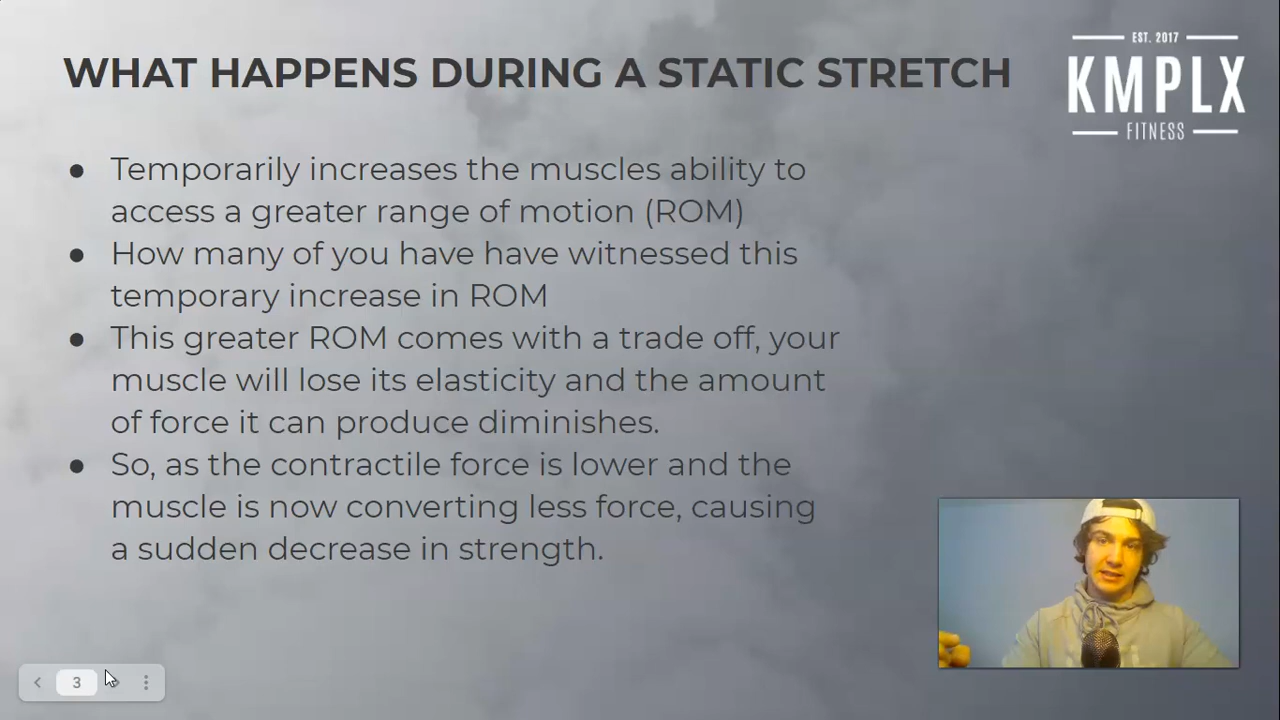 WHAT HAPPENS DURING A STATIC STRETCH
EST. 2017
KMPLX
FITNESS
● Temporarily increases the muscles ability to
access a greater range of motion (ROM)
● How many of you have have witnessed this
temporary increase in ROM
● This greater ROM comes with a trade off, your
muscle will lose its elasticity and the amount
of force it can produce diminishes.
● So, as the contractile force is lower and the
muscle is now converting less force, causing
a sudden decrease in strength.
3